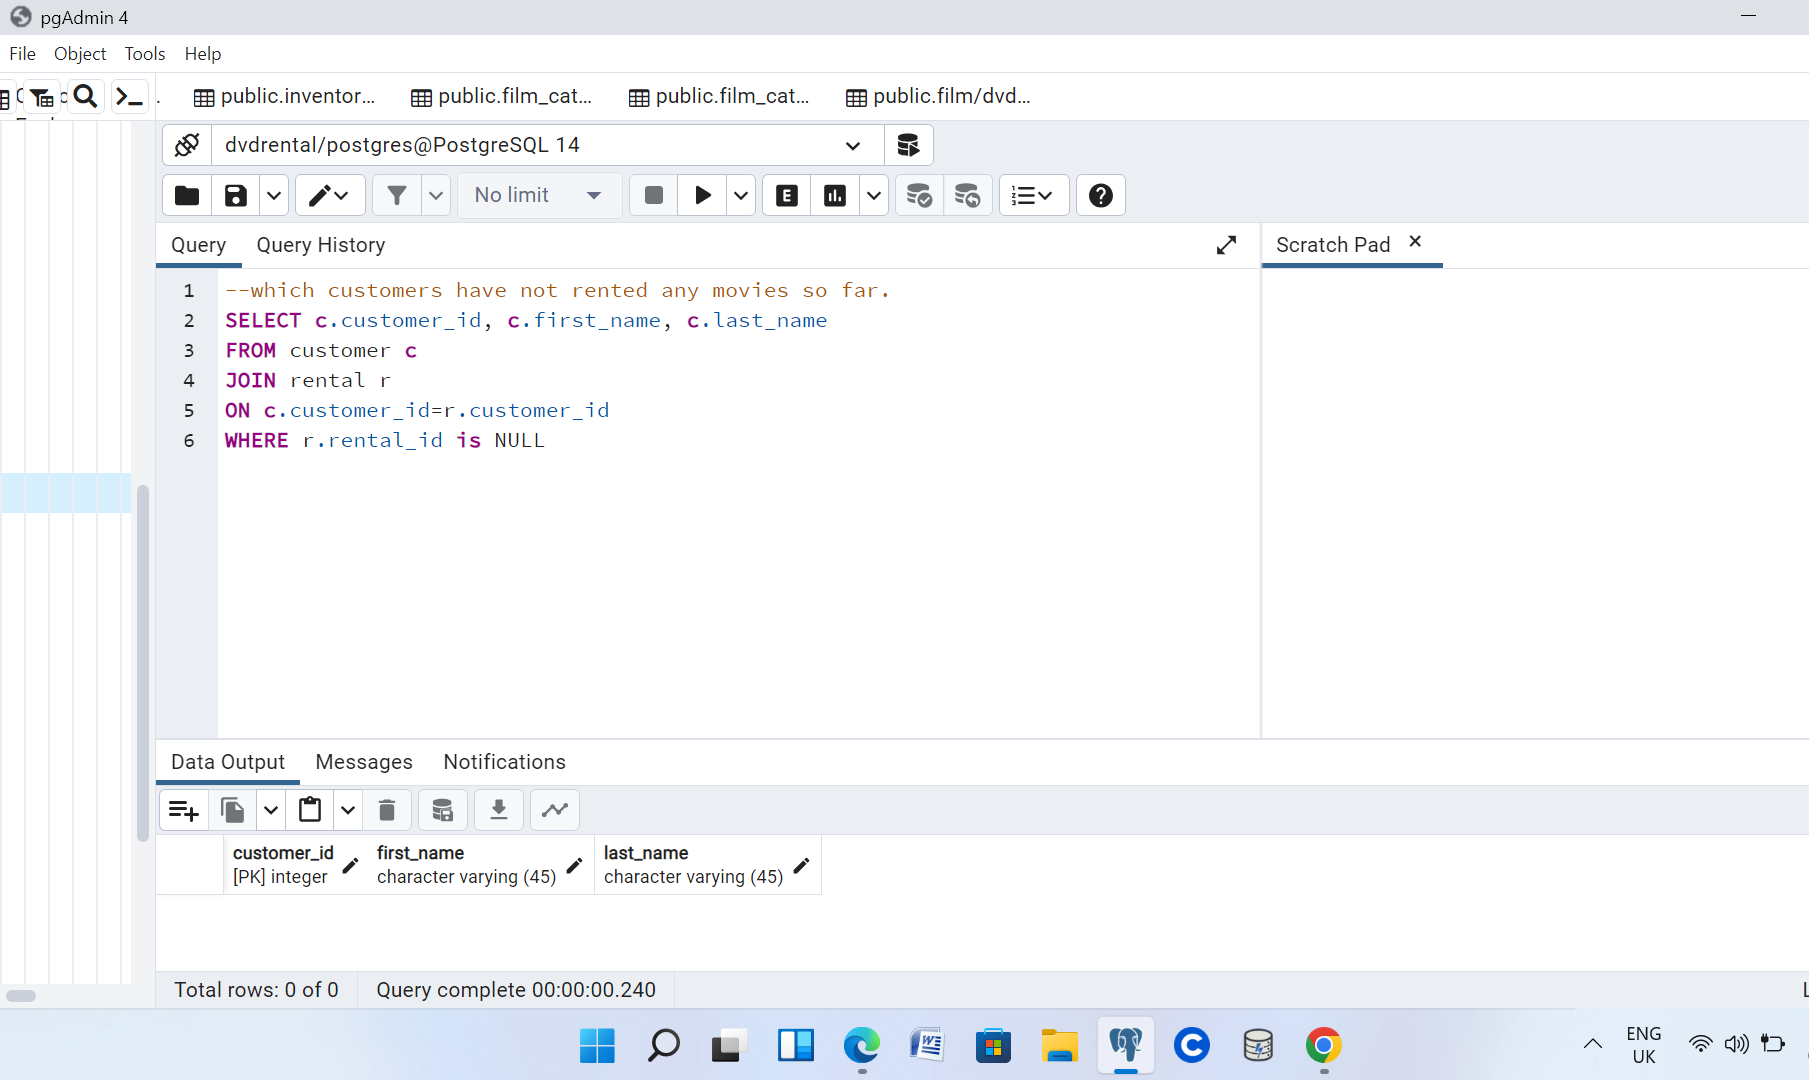 pgAdmin 4
File Object Tools Help
public.inventor... public.film_cat... public.film_cat... public.film/dvd...
dvdrental/postgres@PostgreSQL 14
No limit E
Query Query History Scratch Pad
1 --which customers have not rented any movies so far.
2 SELECT c.customer_id, c.first_name, c.last_name
3 FROM customer c
4 JOIN rental r
5 ON c.customer_id=r.customer_id
6 WHERE r.rental_id is NULL
Data Output Messages Notifications
customer_id first_name last_name
[PK] integer character varying (45) character varying (45)
Total rows: 0 of 0 Query complete 00:00:00.240
ENG
UK